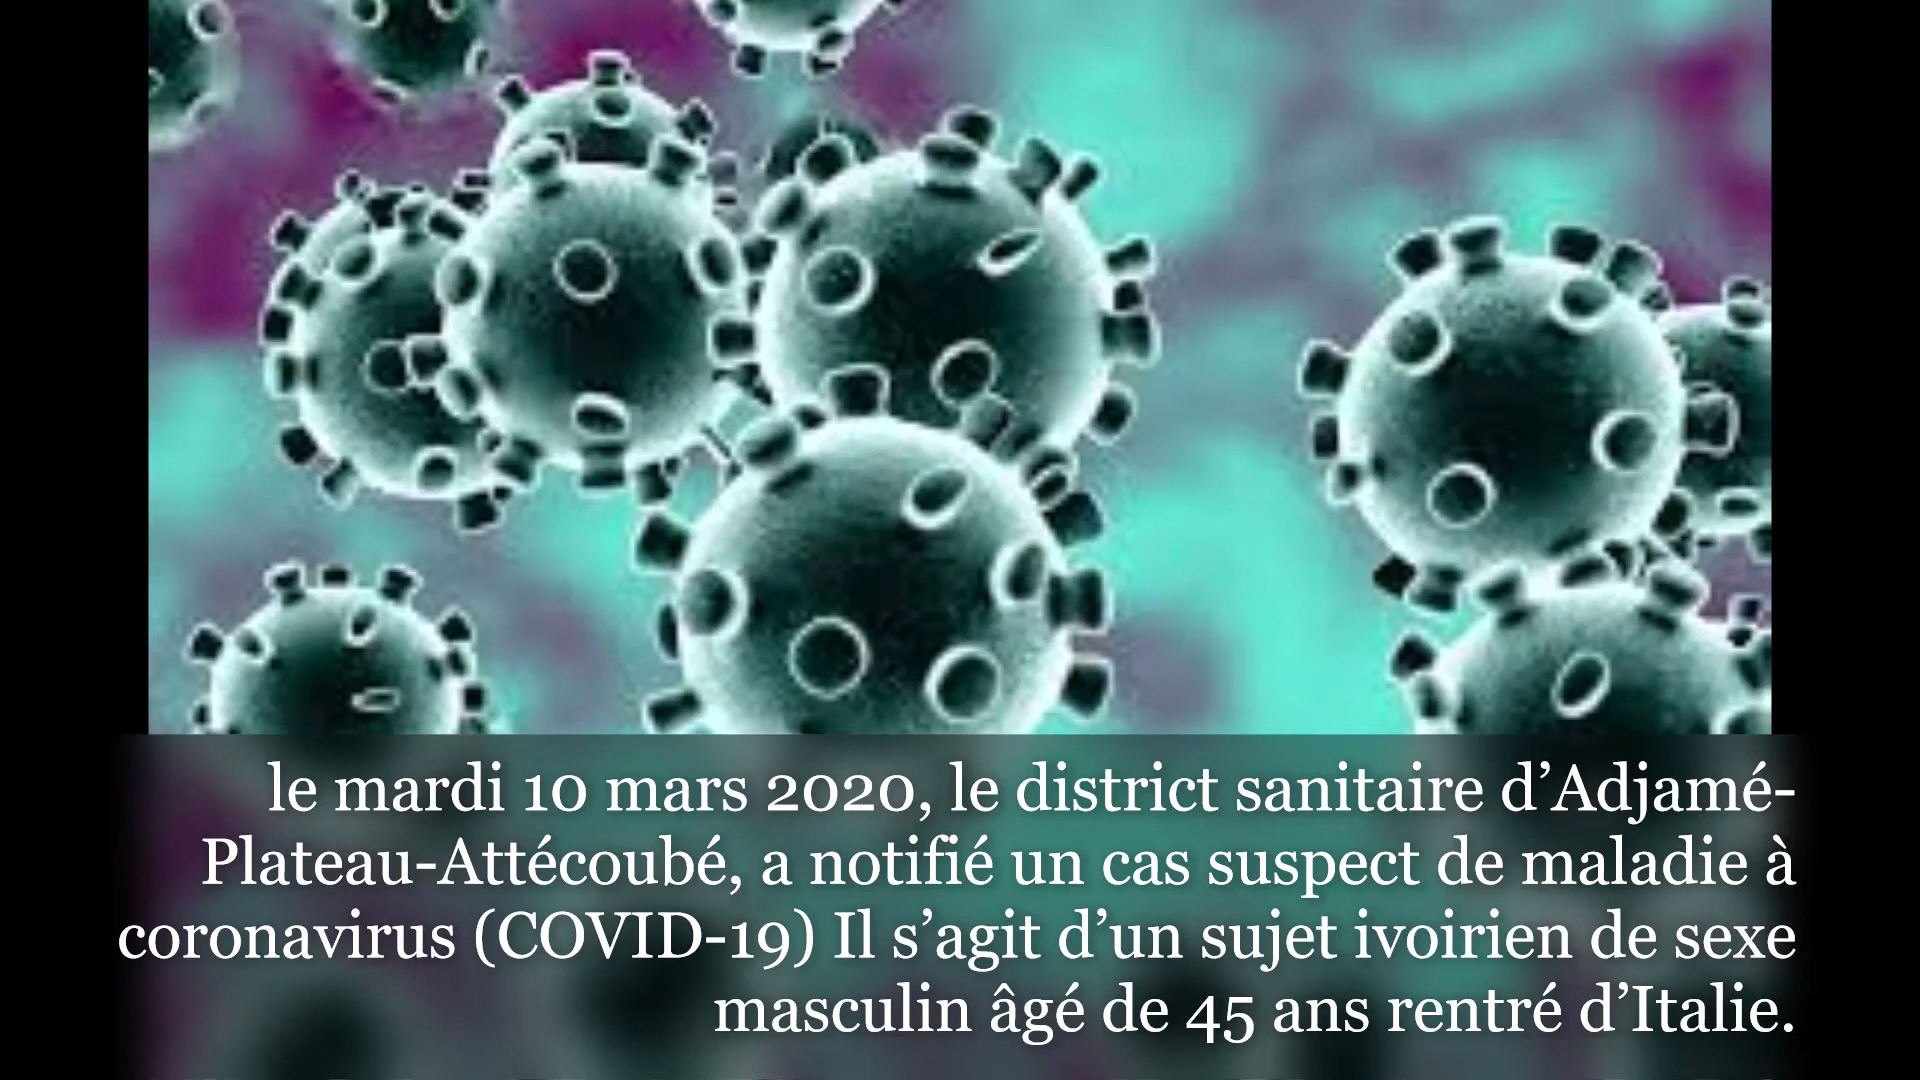 le mardi 10 mars 2020, le district sanitaire d’Adjamé-
Plateau-Attécoubé, a notifié un cas suspect de maladie à
coronavirus (COVID-19) Il s’agit d’un sujet ivoirien de sexe
masculin âgé de 45 ans rentré d’Italie.